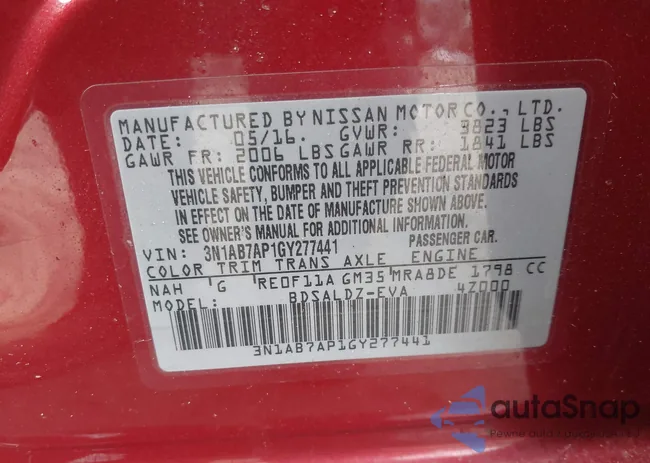 MANUFACTURED BY NISSAN MOTOR CO., LTD.
DATE: 05/16. GVWR: 3823 LBS
GAWR FR: 2006 LBS GAWR RR: 1841 LBS
THIS VEHICLE CONFORMS TO ALL APPLICABLE FEDERAL MOTOR
VEHICLE SAFETY, BUMPER AND THEFT PREVENTION STANDARDS
IN EFFECT ON THE DATE OF MANUFACTURE SHOWN ABOVE.
SEE OWNER'S MANUAL FOR ADDITIONAL INFORMATION.
VIN: 3N1AB7AP1GY277441 PASSENGER CAR.
COLOR TRIM TRANS AXLE ENGINE
NAH 'G 'REOF11A GM35 MRA8DE 1798 CC
MODEL: BDSALDZ-EVA 4Z000
3N1AB7AP1GY277441
autoSnap